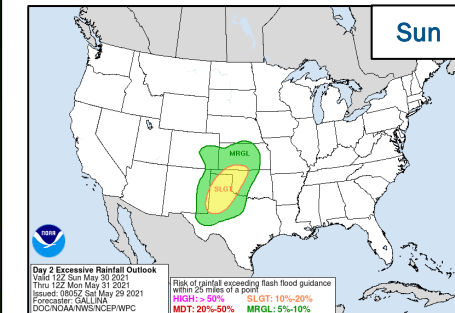 Sun
MRGL
SLGT
NOAA
Day 2 Excessive Rainfall Outlook
Valid 12Z Sun May 30 2021
Thru 12Z Mon May 31 2021
Issued: 0805Z Sat May 29 2021
Forecaster: GALLINA
DOC/NOAA/NWS/NCEP/WPC
Risk of rainfall exceeding flash flood guidance
within 25 miles of a point
HIGH: > 50% SLGT: 10%-20%
MDT: 20%-50% MRGL: 5%-10%